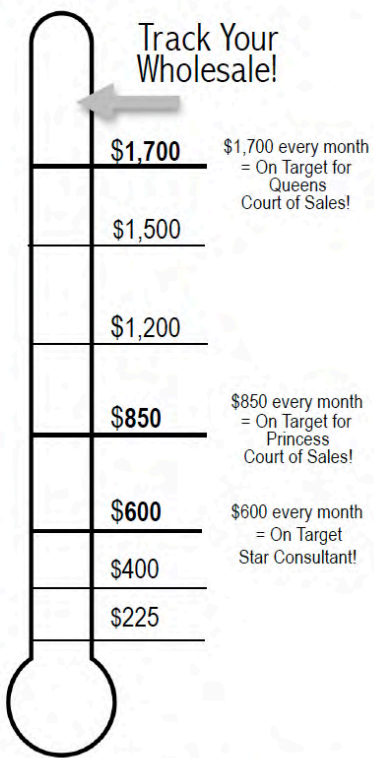 Track Your
Wholesale!
$1,700
$1,700 every month
= On Target for
Queens
Court of Sales!
$1,500
$1,200
$850
$850 every month
= On Target for
Princess
Court of Sales!
$600
$600 every month
= On Target
Star Consultant!
$400
$225